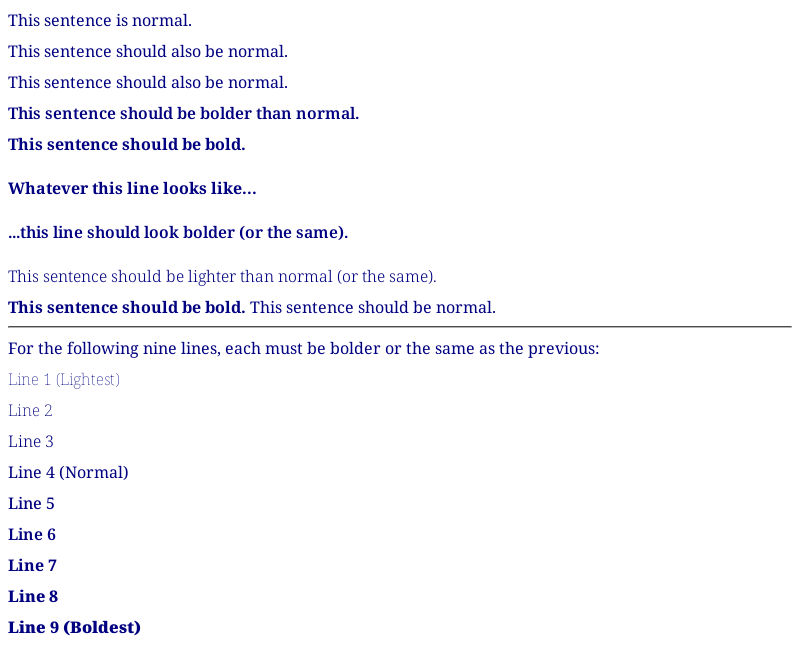 This sentence is normal.
This sentence should also be normal.
This sentence should also be normal.
This sentence should be bolder than normal.
This sentence should be bold.
Whatever this line looks like...
...this line should look bolder (or the same).
This sentence should be lighter than normal (or the same).
This sentence should be bold. This sentence should be normal.
For the following nine lines, each must be bolder or the same as the previous:
Line 1 (Lightest)
Line 2
Line 3
Line 4 (Normal)
Line 5
Line 6
Line 7
Line 8
Line 9 (Boldest)